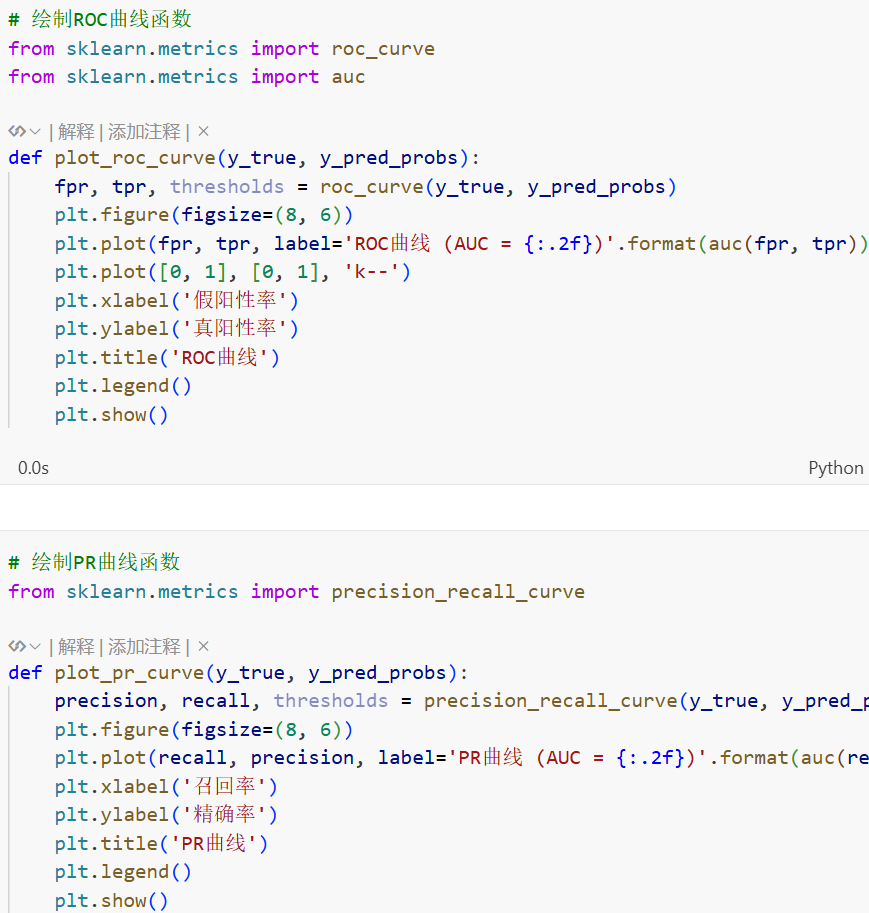 # 绘制ROC曲线函数
from sklearn.metrics import roc_curve
from sklearn.metrics import auc
| 解释 | 添加注释 | ×
def plot_roc_curve(y_true, y_pred_probs):
    fpr, tpr, thresholds = roc_curve(y_true, y_pred_probs)
    plt.figure(figsize=(8, 6))
    plt.plot(fpr, tpr, label='ROC曲线 (AUC = {:.2f})'.format(auc(fpr, tpr))
    plt.plot([0, 1], [0, 1], 'k--')
    plt.xlabel('假阳性率')
    plt.ylabel('真阳性率')
    plt.title('ROC曲线')
    plt.legend()
    plt.show()
0.0s Python
# 绘制PR曲线函数
from sklearn.metrics import precision_recall_curve
| 解释 | 添加注释 | ×
def plot_pr_curve(y_true, y_pred_probs):
    precision, recall, thresholds = precision_recall_curve(y_true, y_pred_p
    plt.figure(figsize=(8, 6))
    plt.plot(recall, precision, label='PR曲线 (AUC = {:.2f})'.format(auc(re
    plt.xlabel('召回率')
    plt.ylabel('精确率')
    plt.title('PR曲线')
    plt.legend()
    plt.show()